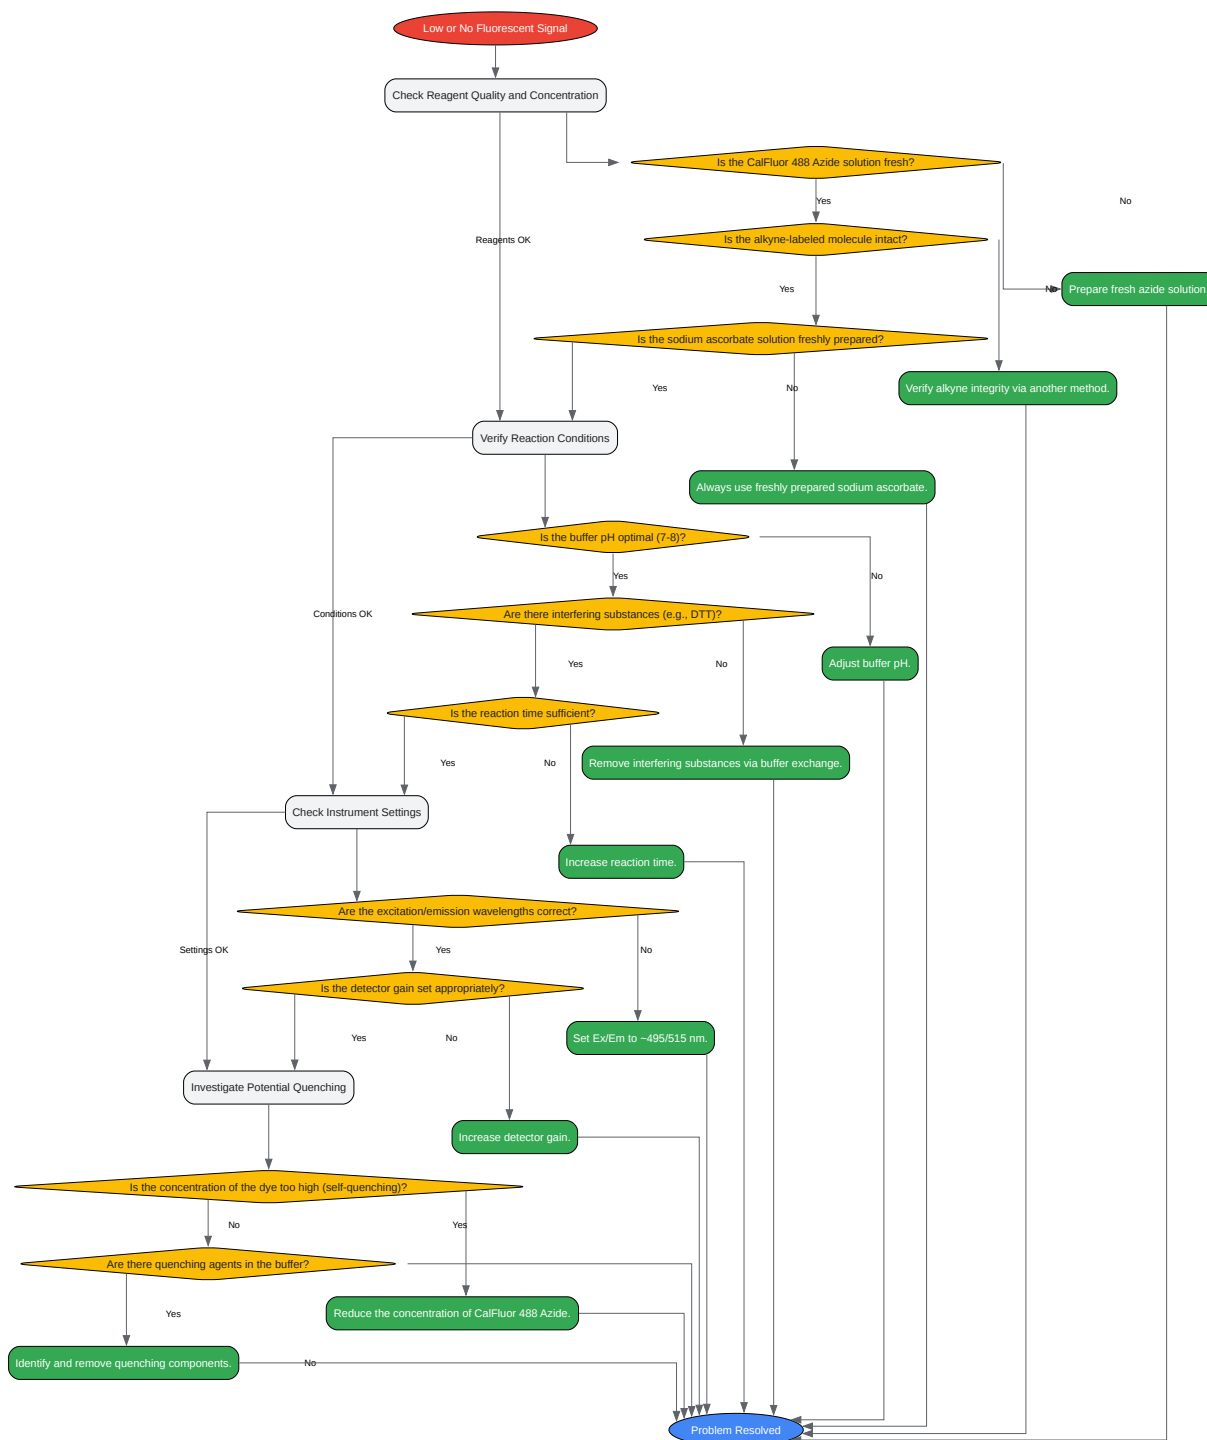 Low or No Fluorescent Signal
Check Reagent Quality and Concentration
Is the CalFluor 488 Azide solution fresh?
Yes
No
Reagents OK
Is the alkyne-labeled molecule intact?
Yes
No
Prepare fresh azide solution
Is the sodium ascorbate solution freshly prepared?
Yes
No
Verify alkyne integrity via another method.
Verify Reaction Conditions
Always use freshly prepared sodium ascorbate.
Is the buffer pH optimal (7-8)?
Yes
No
Conditions OK
Are there interfering substances (e.g., DTT)?
Yes
No
Adjust buffer pH.
Is the reaction time sufficient?
Yes
No
Remove interfering substances via buffer exchange.
Check Instrument Settings
Increase reaction time.
Are the excitation/emission wavelengths correct?
Settings OK
Yes
No
Is the detector gain set appropriately?
Yes
No
Set Ex/Em to ~495/515 nm.
Investigate Potential Quenching
Increase detector gain.
Is the concentration of the dye too high (self-quenching)?
No
Yes
Are there quenching agents in the buffer?
Yes
Reduce the concentration of CalFluor 488 Azide.
Identify and remove quenching components.
No
Problem Resolved